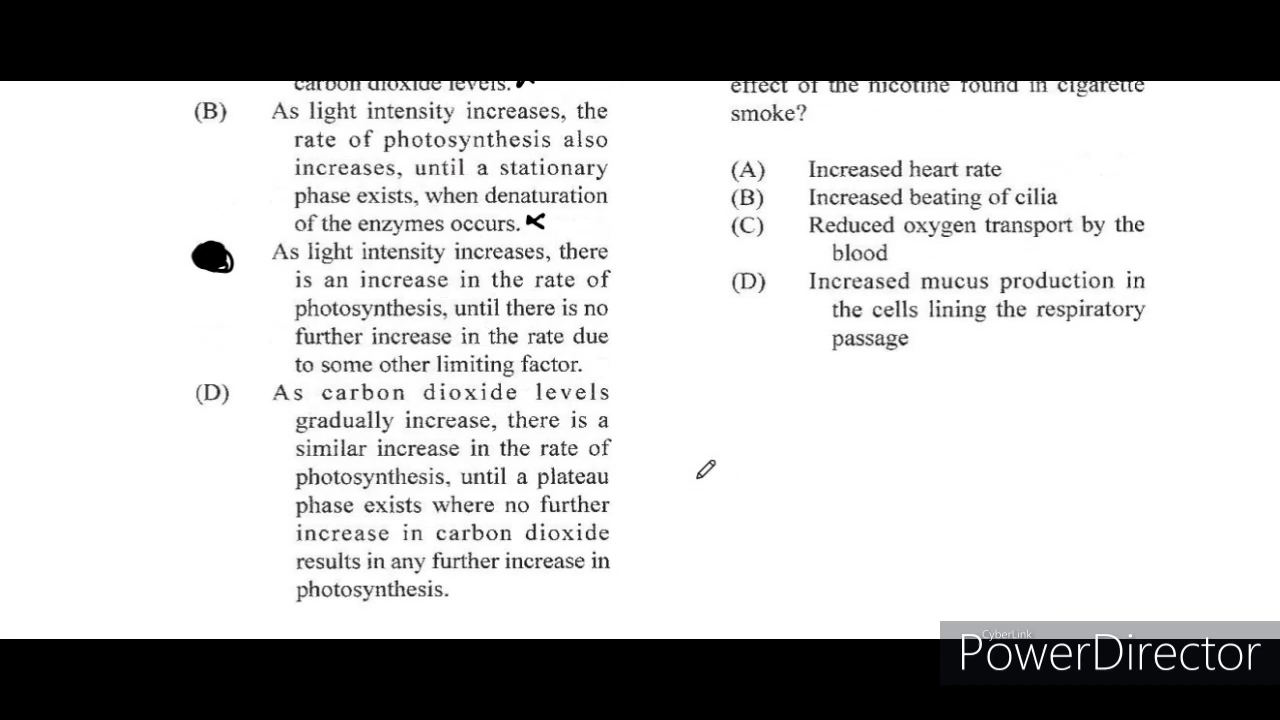 carbon dioxide levels.
(B) As light intensity increases, the
rate of photosynthesis also
increases, until a stationary
phase exists, when denaturation
of the enzymes occurs.
As light intensity increases, there
is an increase in the rate of
photosynthesis, until there is no
further increase in the rate due
to some other limiting factor.
(D) As carbon dioxide levels
gradually increase, there is a
similar increase in the rate of
photosynthesis, until a plateau
phase exists where no further
increase in carbon dioxide
results in any further increase in
photosynthesis.
effect of the nicotine found in cigarette
smoke?
(A) Increased heart rate
(B) Increased beating of cilia
(C) Reduced oxygen transport by the
blood
(D) Increased mucus production in
the cells lining the respiratory
passage
CyberLink
PowerDirector